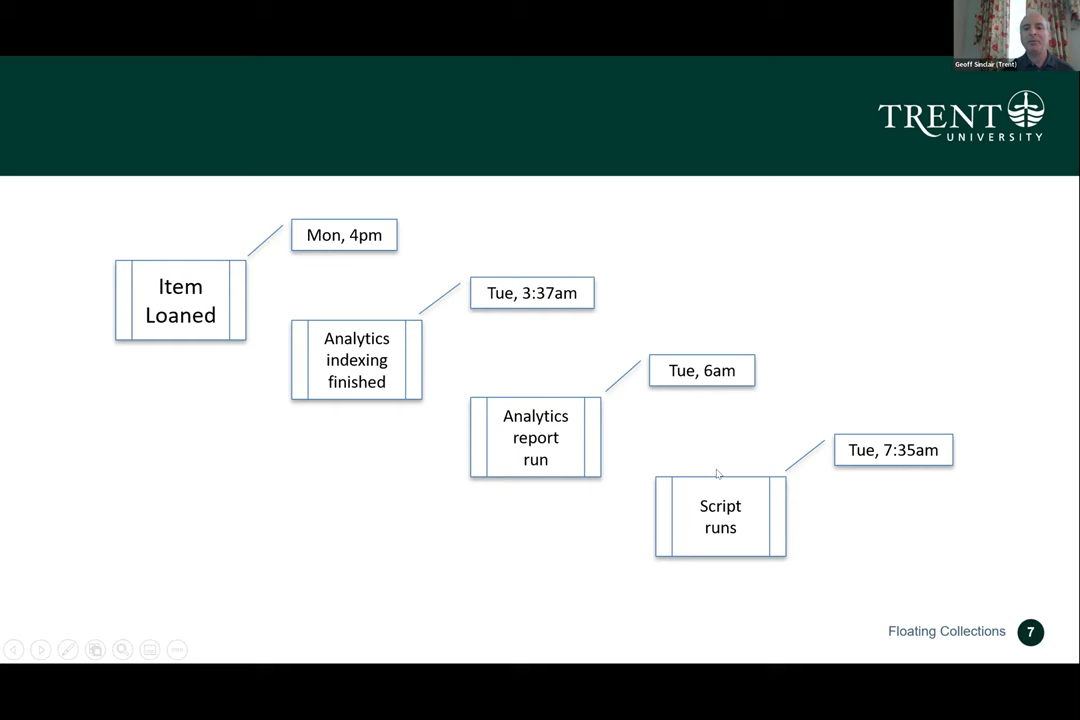 Geoff Sinclair (Trent)
TRENT
UNIVERSITY
Mon, 4pm
Item
Loaned
Tue, 3:37am
Analytics
indexing
finished
Tue, 6am
Analytics
report
run
Tue, 7:35am
Script
runs
Floating Collections 7